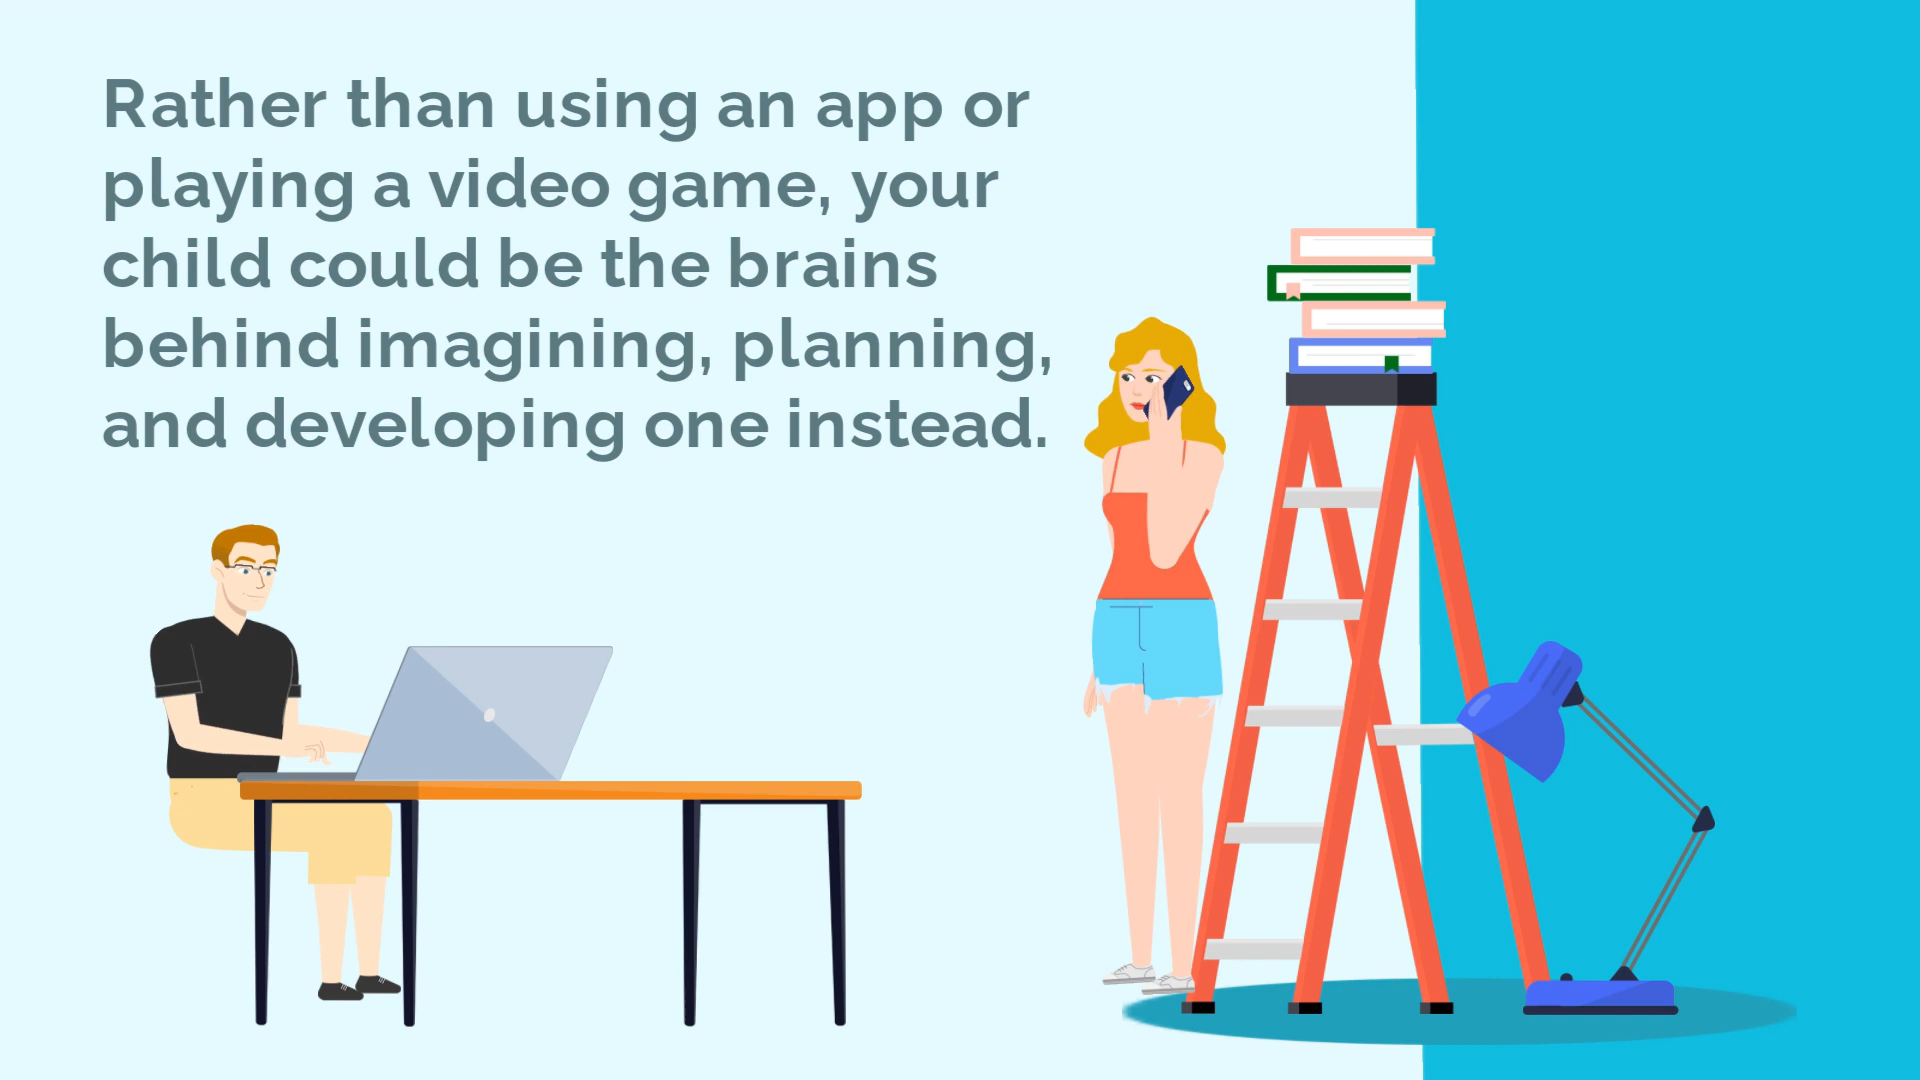 Rather than using an app or
playing a video game, your
child could be the brains
behind imagining, planning,
and developing one instead.